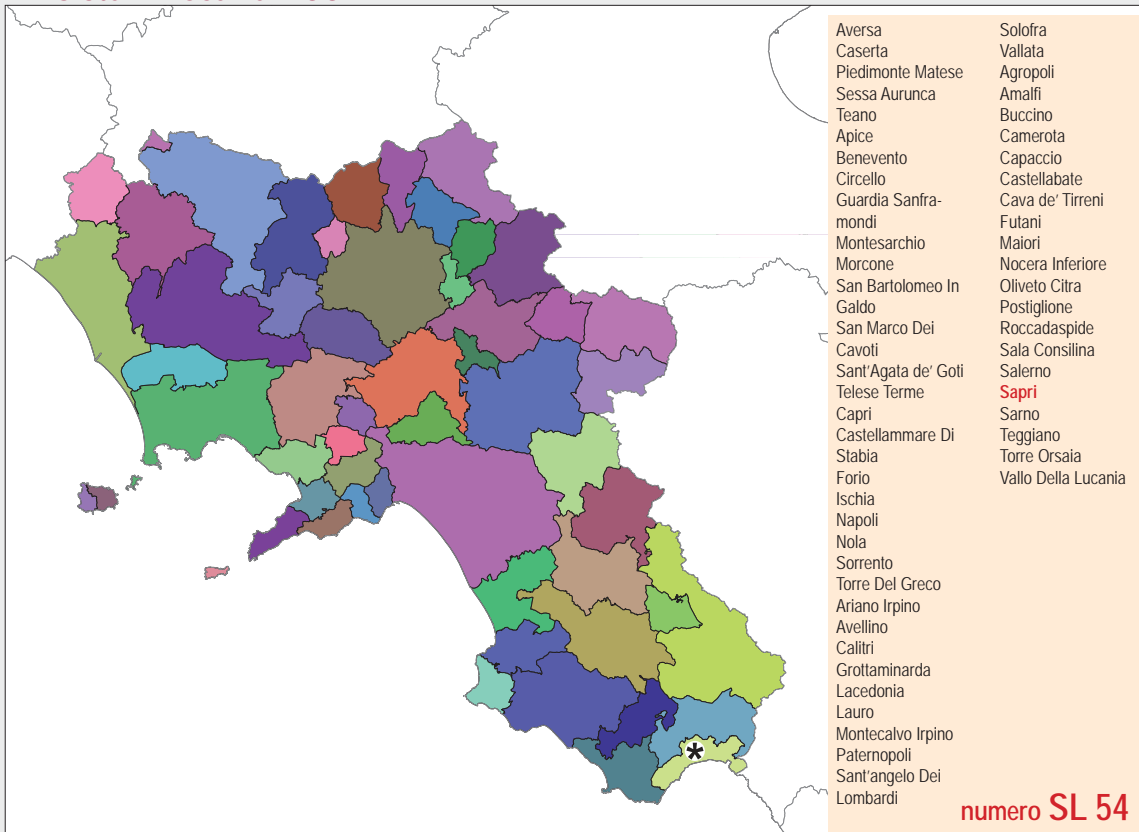 Aversa
Caserta
Piedimonte Matese
Sessa Aurunca
Teano
Apice
Benevento
Circello
Guardia Sanfra-
mondi
Montesarchio
Morcone
San Bartolomeo In
Galdo
San Marco Dei
Cavoti
Sant'Agata de' Goti
Telese Terme
Capri
Castellammare Di
Stabia
Forio
Ischia
Napoli
Nola
Sorrento
Torre Del Greco
Ariano Irpino
Avellino
Calitri
Grottaminarda
Lacedonia
Lauro
Montecalvo Irpino
Paternopoli
Sant'angelo Dei
Lombardi
Solofra
Vallata
Agropoli
Amalfi
Buccino
Camerota
Capaccio
Castellabate
Cava de' Tirreni
Futani
Maiori
Nocera Inferiore
Oliveto Citra
Postiglione
Roccadaspide
Sala Consilina
Salerno
Sapri
Sarno
Teggiano
Torre Orsaia
Vallo Della Lucania
*
numero SL 54